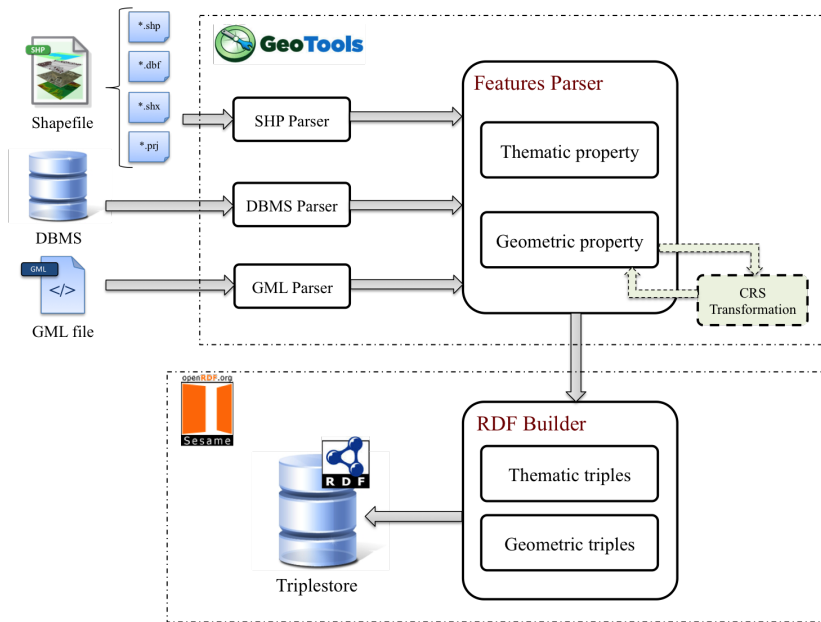 *.shp
*.dbf
*.shx
*.prj
SHP
Shapefile
DBMS
GML
</>
GML file
GeoTools
SHP Parser
DBMS Parser
GML Parser
Features Parser
Thematic property
Geometric property
CRS
Transformation
openRDF.org
Sesame
RDF
Triplestore
RDF Builder
Thematic triples
Geometric triples